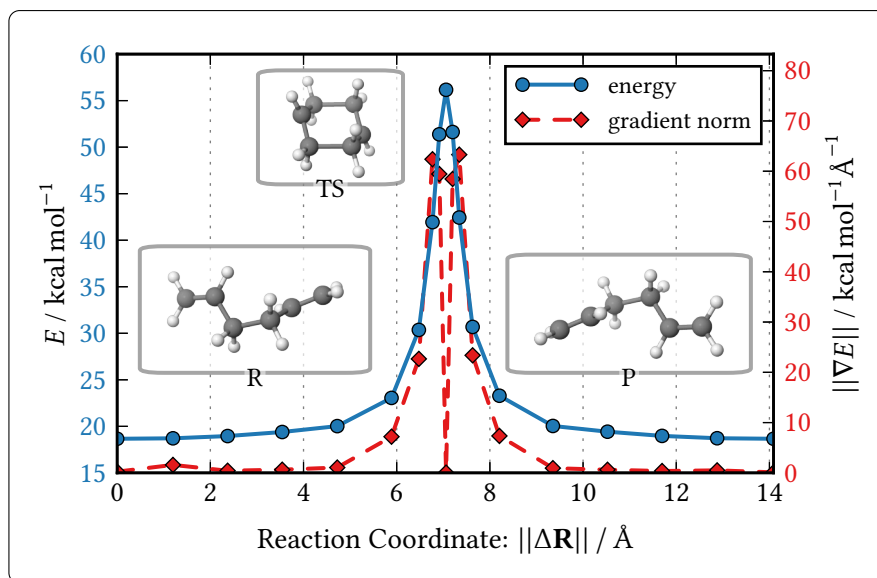 energy
gradient norm
TS
R
P
E / kcal mol⁻¹
60
55
50
45
40
35
30
25
20
15
||∇E|| / kcal mol⁻¹Å⁻¹
80
70
60
50
40
30
20
10
0
0 2 4 6 8 10 12 14
Reaction Coordinate: ||ΔR|| / Å